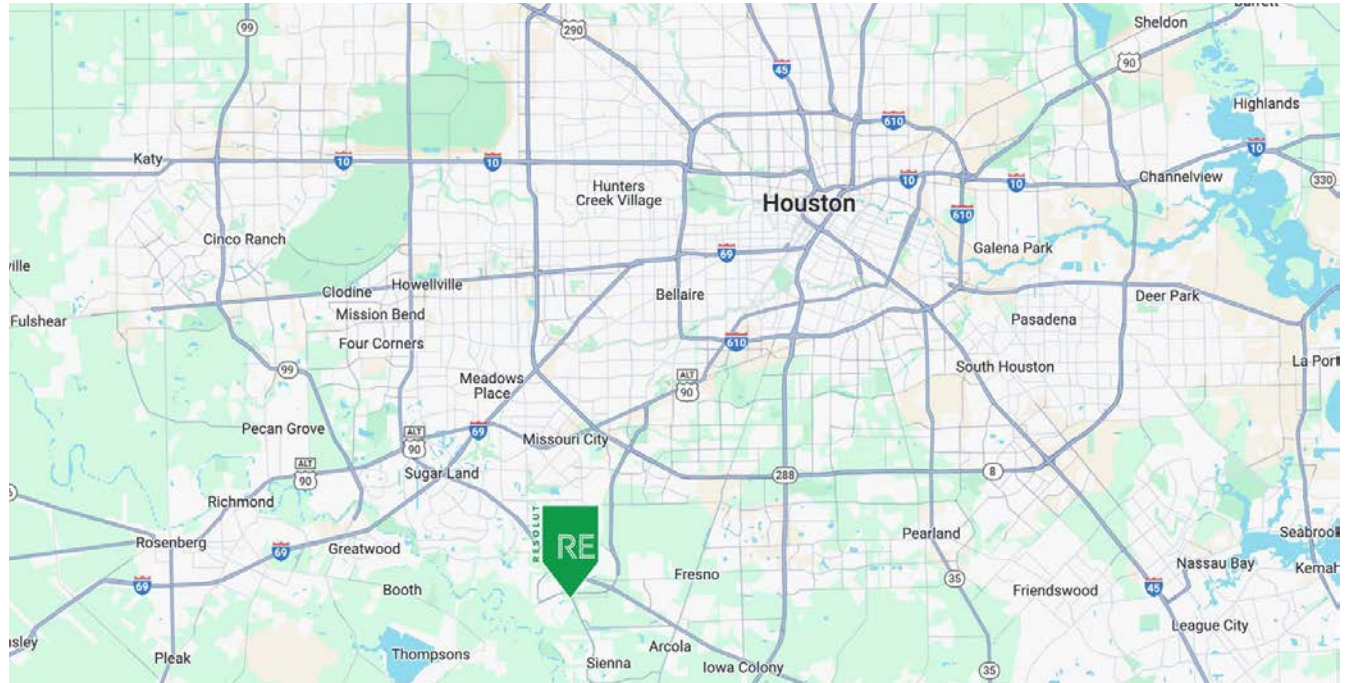 99
290
Sheldon
45
90
Highlands
610
10
Katy
10
10
10
10
Channelview
330
Hunters
Creek Village
Houston
610
Cinco Ranch
Galena Park
69
ville
Howellville
Clodine
Bellaire
Deer Park
Mission Bend
Fulshear
Pasadena
Four Corners
610
99
South Houston
La Port
Meadows
Place
ALT
90
Pecan Grove
69
Missouri City
ALT
90
ALT
90
Sugar Land
288
8
Richmond
RESOLUT
RE
Rosenberg
69
Greatwood
Pearland
Seabrook
Nassau Bay
Kemah
69
Booth
Fresno
35
Friendswood
45
League City
Arcola
Thompsons
Sienna
Iowa Colony
Pleak
35